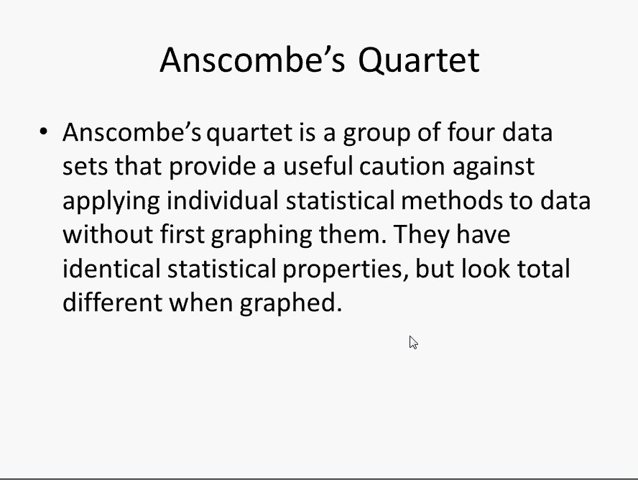 Anscombe’s Quartet
• Anscombe’s quartet is a group of four data
sets that provide a useful caution against
applying individual statistical methods to data
without first graphing them. They have
identical statistical properties, but look total
different when graphed.